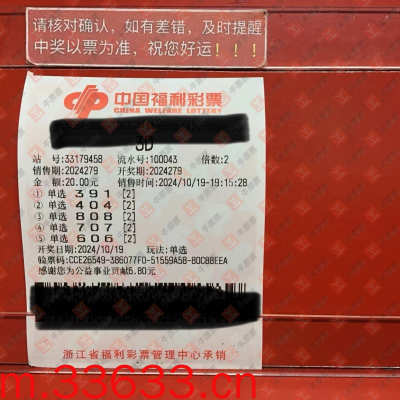 请核对确认，如有差错，及时提醒
中奖以票为准，祝您好运！！！
中国福利彩票
CHINA WELFARE LOTTERY
3D
站 号:33179458 流水号:100043 倍数:2
销售期:2024279 开奖期:2024279
金 额:20.00元 销售时间:2024/10/19-19:15:28
① 单选 3 9 1 [2]
② 单选 4 0 4 [2]
③ 单选 8 0 8 [2]
④ 单选 7 0 7 [2]
⑤ 单选 6 0 6 [2]
开奖日期:2024/10/19 玩法:单选
验票码:CCE26549-386077FD-51559A5B-80C88EEA
感谢您为公益事业贡献6.80元
浙江省福利彩票管理中心承销
m.33633.cn